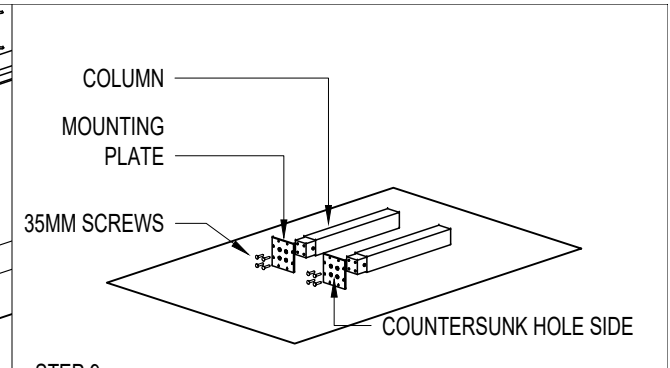 COLUMN
MOUNTING
PLATE
35MM SCREWS
COUNTERSUNK HOLE SIDE